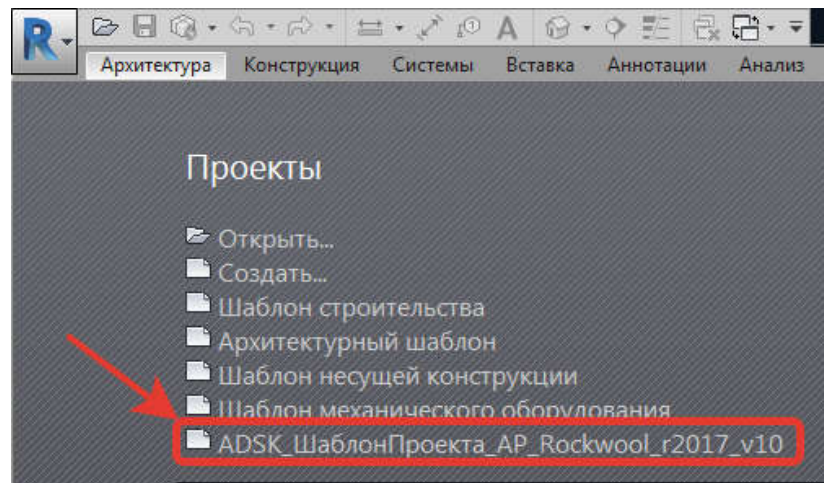 Архитектура Конструкция Системы Вставка Аннотации Анализ
Проекты
Открыть...
Создать...
Шаблон строительства
Архитектурный шаблон
Шаблон несущей конструкции
Шаблон механического оборудования
ADSK_ШаблонПроекта_АР_Rockwool_r2017_v10